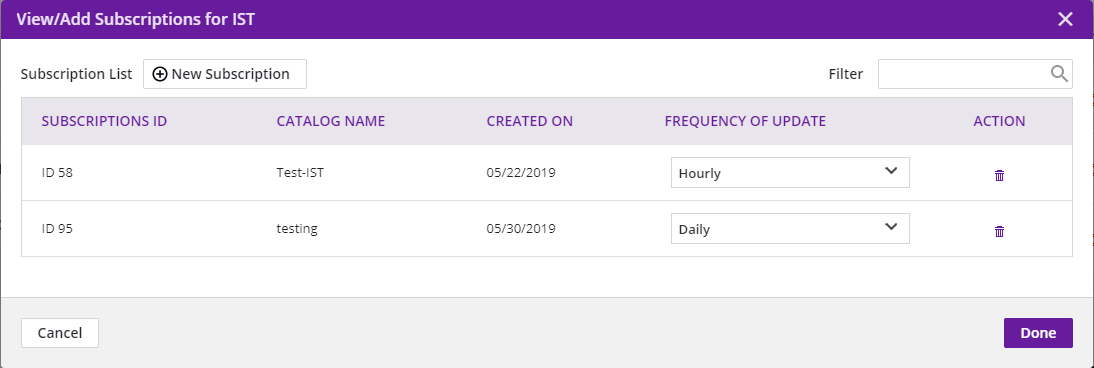 View/Add Subscriptions for IST
Subscription List New Subscription Filter
SUBSCRIPTIONS ID CATALOG NAME CREATED ON FREQUENCY OF UPDATE ACTION
ID 58 Test-IST 05/22/2019 Hourly
ID 95 testing 05/30/2019 Daily
Cancel Done